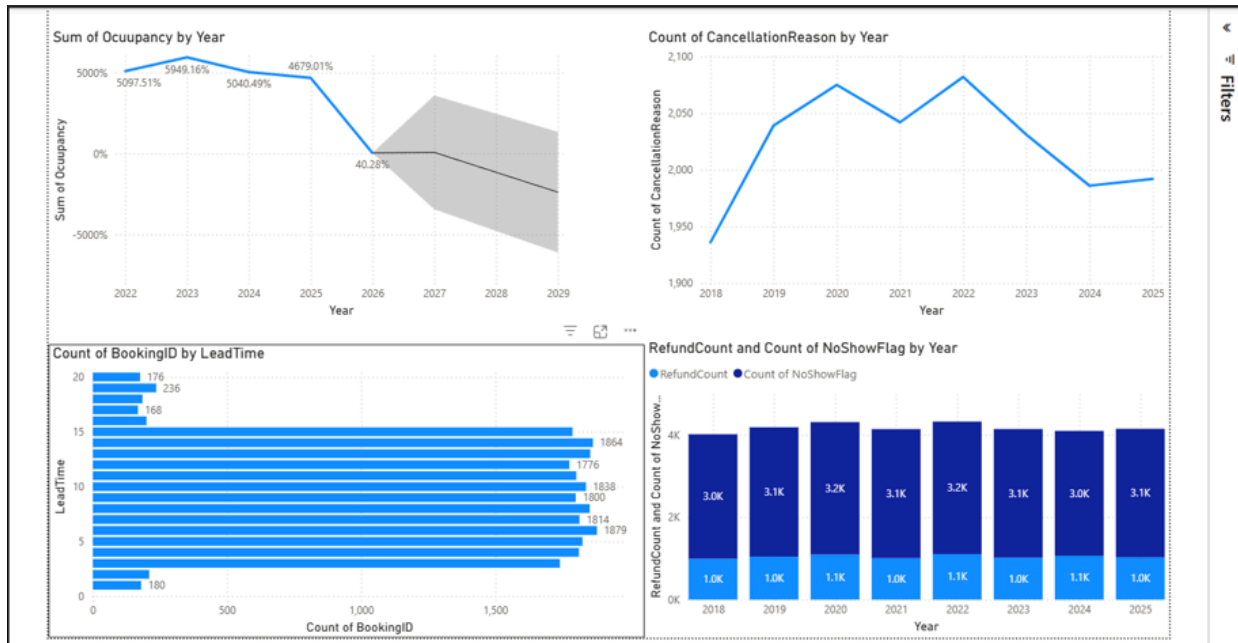 Sum of Ocuupancy by Year
5000%
0%
-5000%
Sum of Ocuupancy
5097.51%
5949.16%
5040.49%
4679.01%
40.28%
2022 2023 2024 2025 2026 2027 2028 2029
Year
Count of CancellationReason by Year
2,100
2,050
2,000
1,950
1,900
Count of CancellationReason
2018 2019 2020 2021 2022 2023 2024 2025
Year
Filters
Count of BookingID by LeadTime
20
15
10
5
0
LeadTime
176
236
168
1864
1776
1838
1800
1814
1879
180
0 500 1,000 1,500
Count of BookingID
RefundCount and Count of NoShowFlag by Year
RefundCount Count of NoShowFlag
RefundCount and Count of NoShow...
4K
2K
0K
3.0K 3.1K 3.2K 3.1K 3.2K 3.1K 3.0K 3.1K
1.0K 1.0K 1.1K 1.0K 1.1K 1.0K 1.1K 1.0K
2018 2019 2020 2021 2022 2023 2024 2025
Year